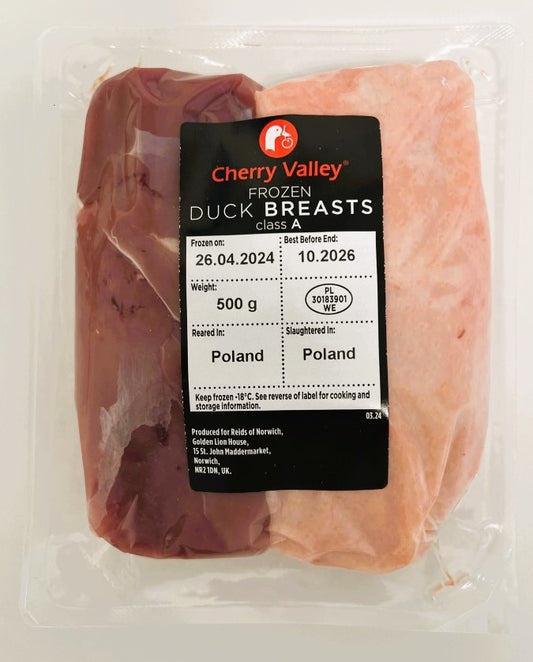 Cherry Valley®
FROZEN
DUCK BREASTS
class A
Frozen on:
26.04.2024
Best Before End:
10.2026
Weight:
500 g
PL
30183901
WE
Reared In:
Poland
Slaughtered In:
Poland
Keep frozen -18°C. See reverse of label for cooking and
storage information.
03.24
Produced for Reids of Norwich,
Golden Lion House,
15 St. John Maddermarket,
Norwich,
NR2 1DN, UK.